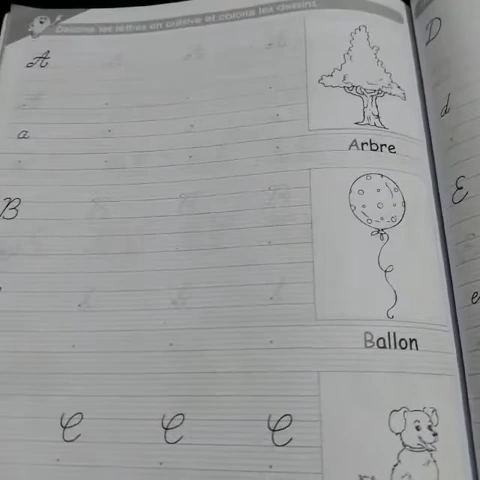 Dessine les lettres en cursive et colorie les dessins
A
a
Arbre
B
Ballon
C C C
D
d
E
e